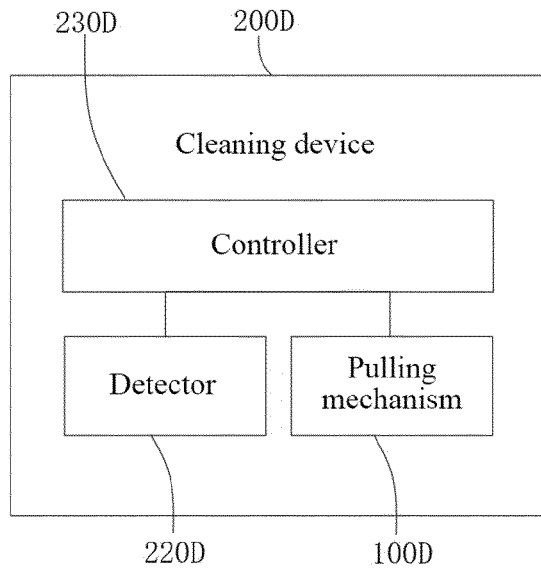 230D
200D
Cleaning device
Controller
Detector
Pulling
mechanism
220D
100D